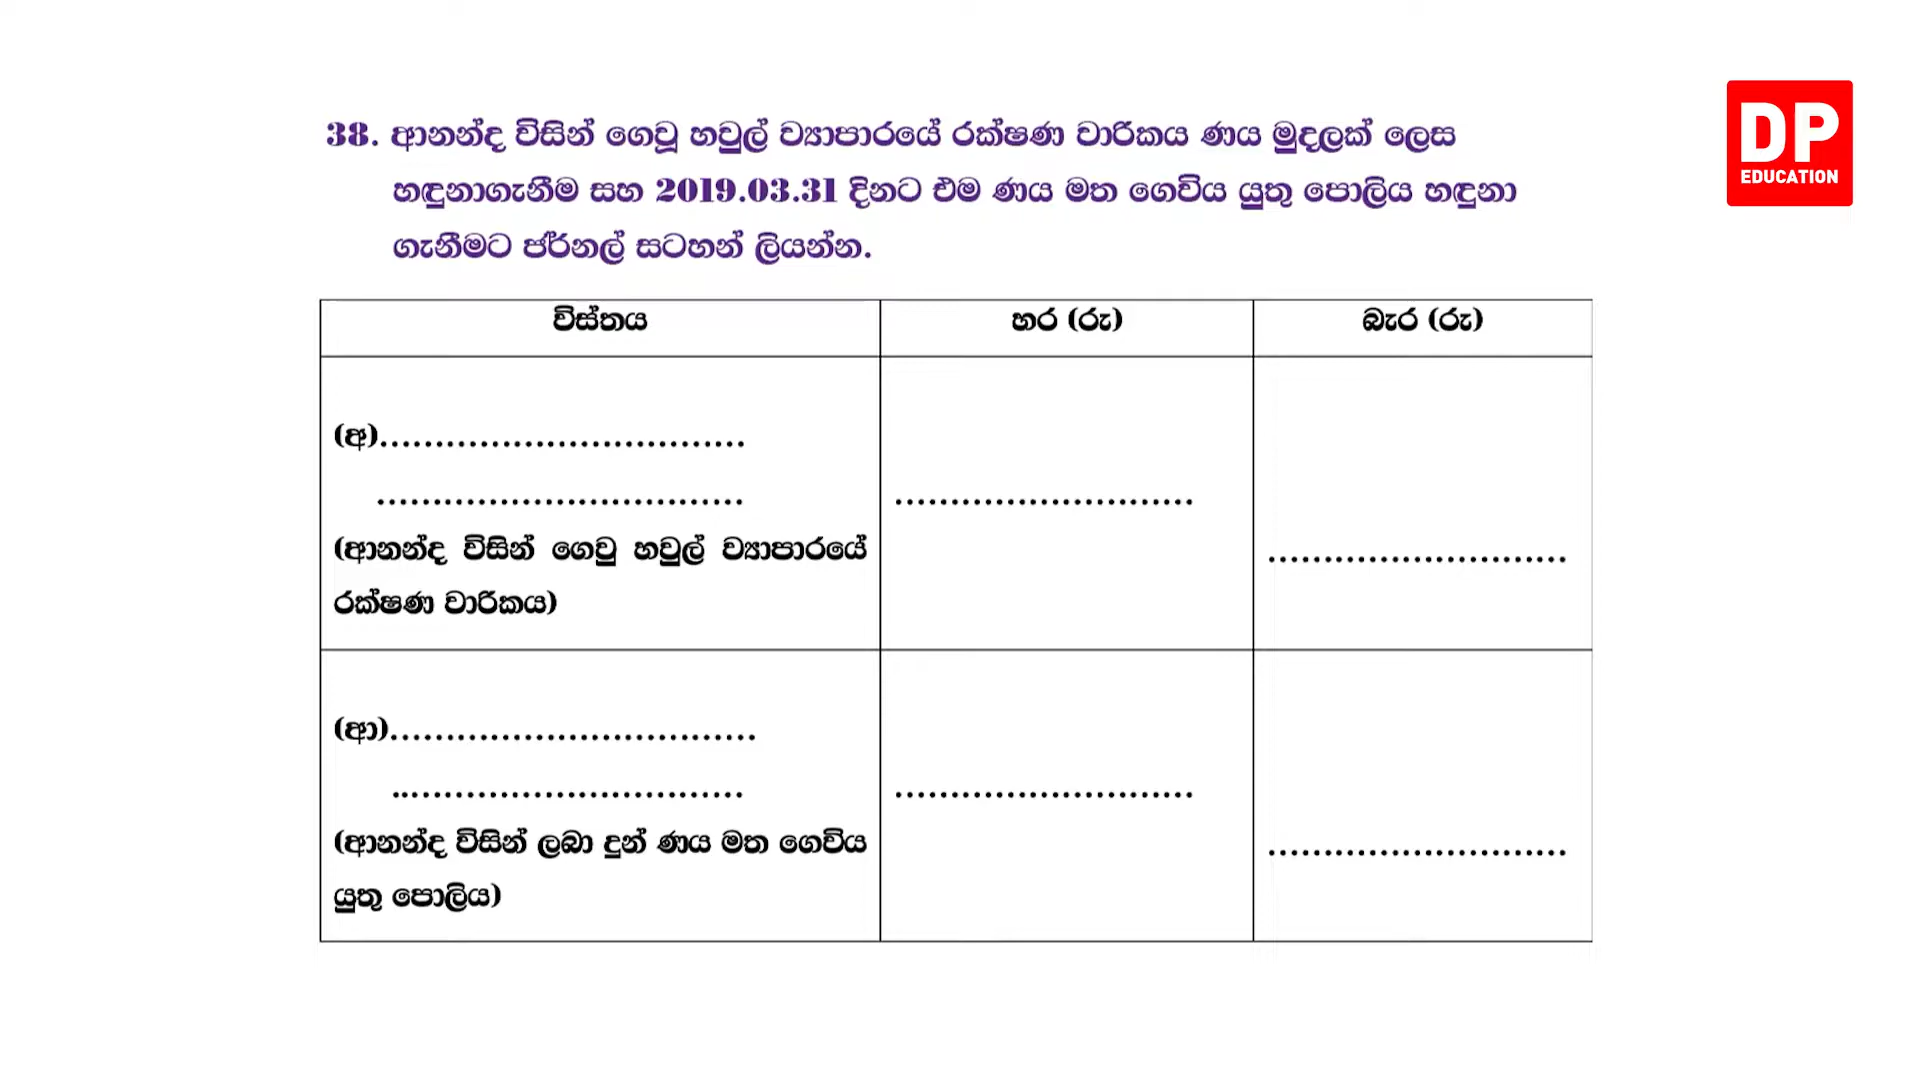 DP
EDUCATION
38. ආනන්ද විසින් ගෙවූ හවුල් ව්‍යාපාරයේ රක්ෂණ වාරිකය ණය මුදලක් ලෙස
හඳුනාගැනීම සහ 2019.03.31 දිනට එම ණය මත ගෙවිය යුතු පොලිය හඳුනා
ගැනීමට ජර්නල් සටහන් ලියන්න.
විස්තය හර (රු) බැර (රු)
(අ).................................
................................. ...........................
(ආනන්ද විසින් ගෙවු හවුල් ව්‍යාපාරයේ
...........................
රක්ෂණ වාරිකය)
(ආ).................................
................................ ...........................
(ආනන්ද විසින් ලබා දුන් ණය මත ගෙවිය
...........................
යුතු පොලිය)